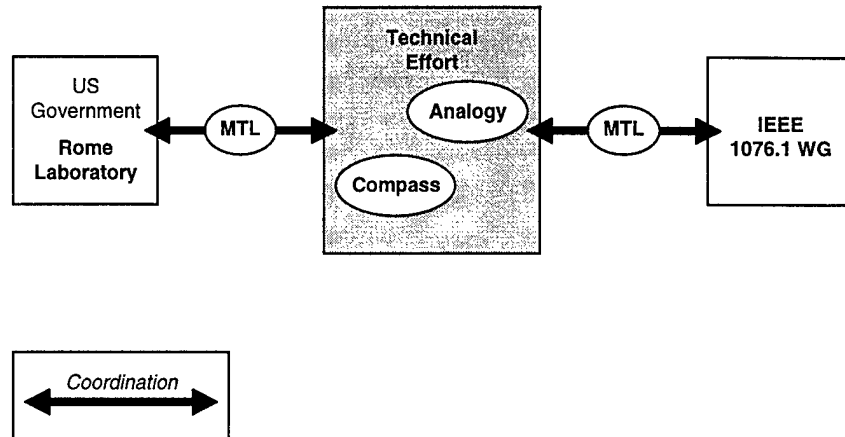 Technical
Effort
US
Government
Rome
Laboratory
MTL
Analogy
Compass
MTL
IEEE
1076.1 WG
Coordination